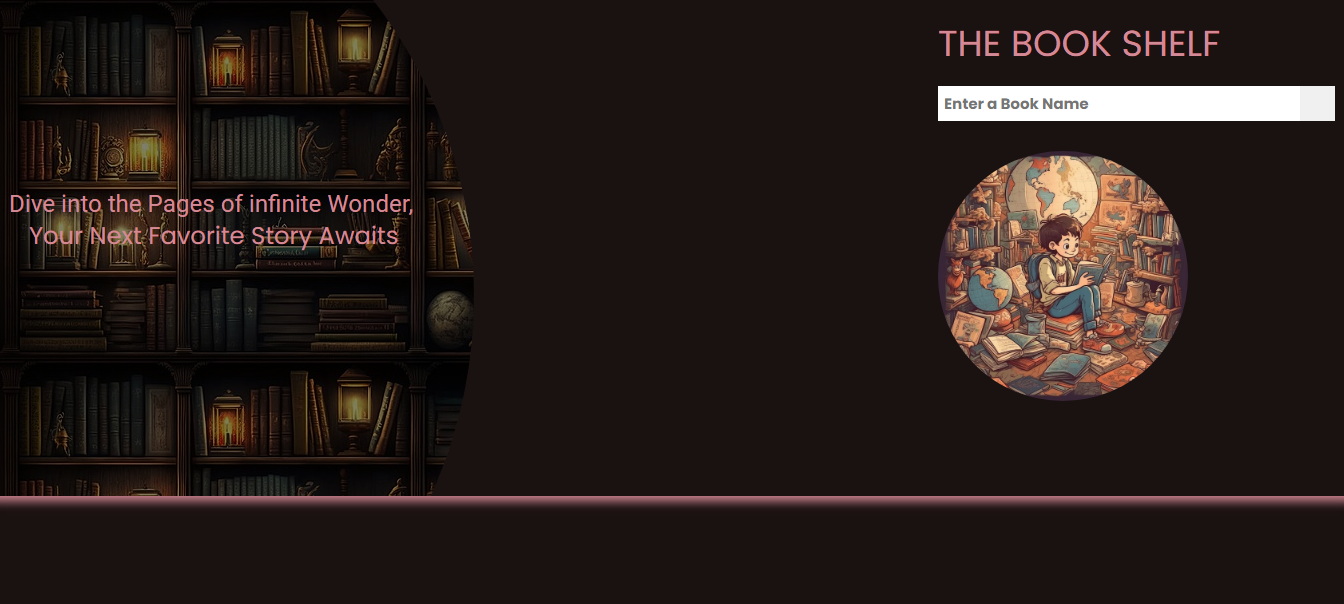 THE BOOK SHELF
Enter a Book Name
Dive into the Pages of infinite Wonder,
Your Next Favorite Story Awaits